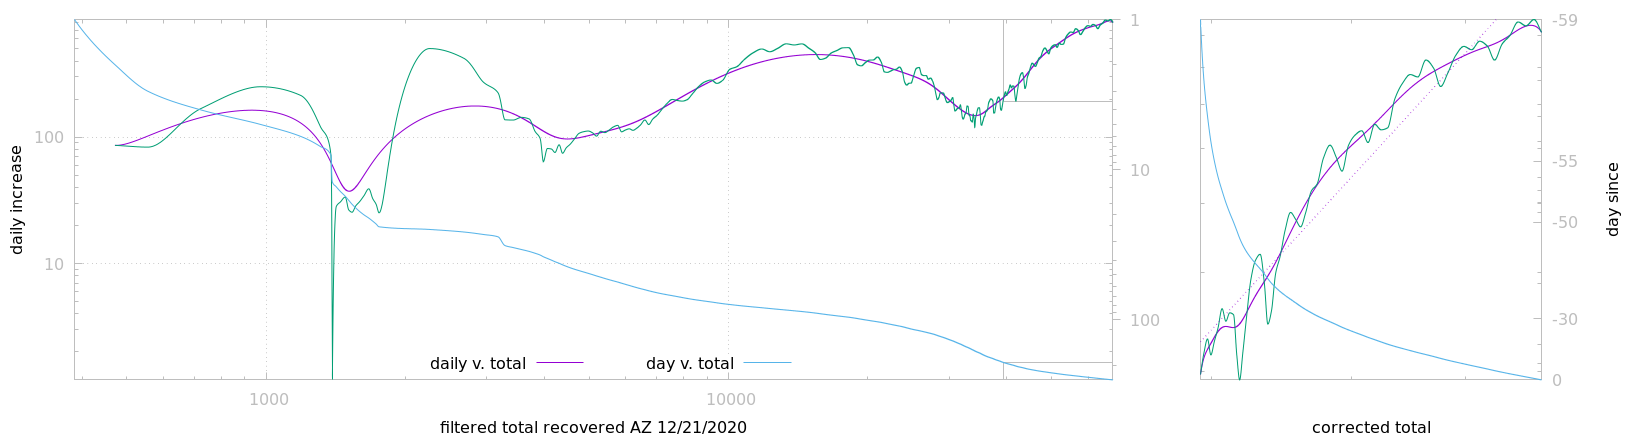 daily increase
100
10
1000
10000
1
10
100
daily v. total
day v. total
filtered total recovered AZ 12/21/2020
-59
-55
-50
-30
0
day since
corrected total